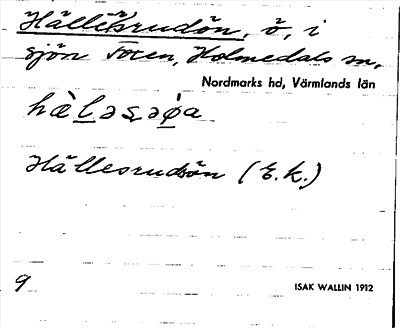 Hällesrudön, ö, i
sjön Foxen, Holmedals sn,
Nordmarks hd, Värmlands län
Hällesrudön (E.k.)
9
ISAK WALLIN 1912